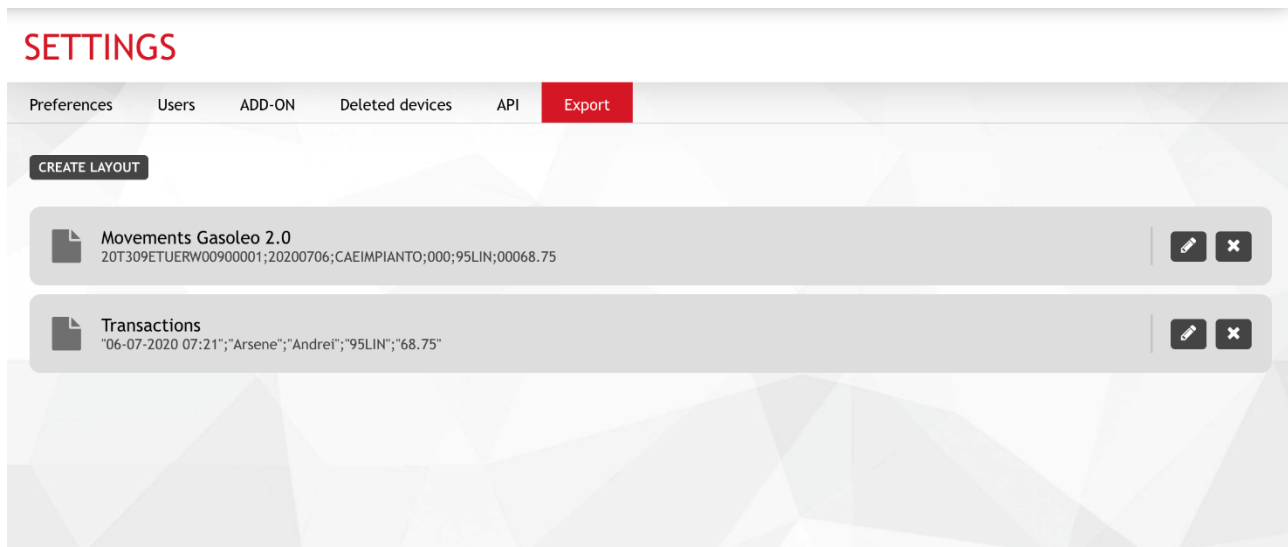 SETTINGS
Preferences Users ADD-ON Deleted devices API Export
CREATE LAYOUT
Movements Gasoleo 2.0
20T309ETUERW00900001;20200706;CAEIMPIANTO;000;95LIN;00068.75
Transactions
"06-07-2020 07:21";"Arsene";"Andrei";"95LIN";"68.75"